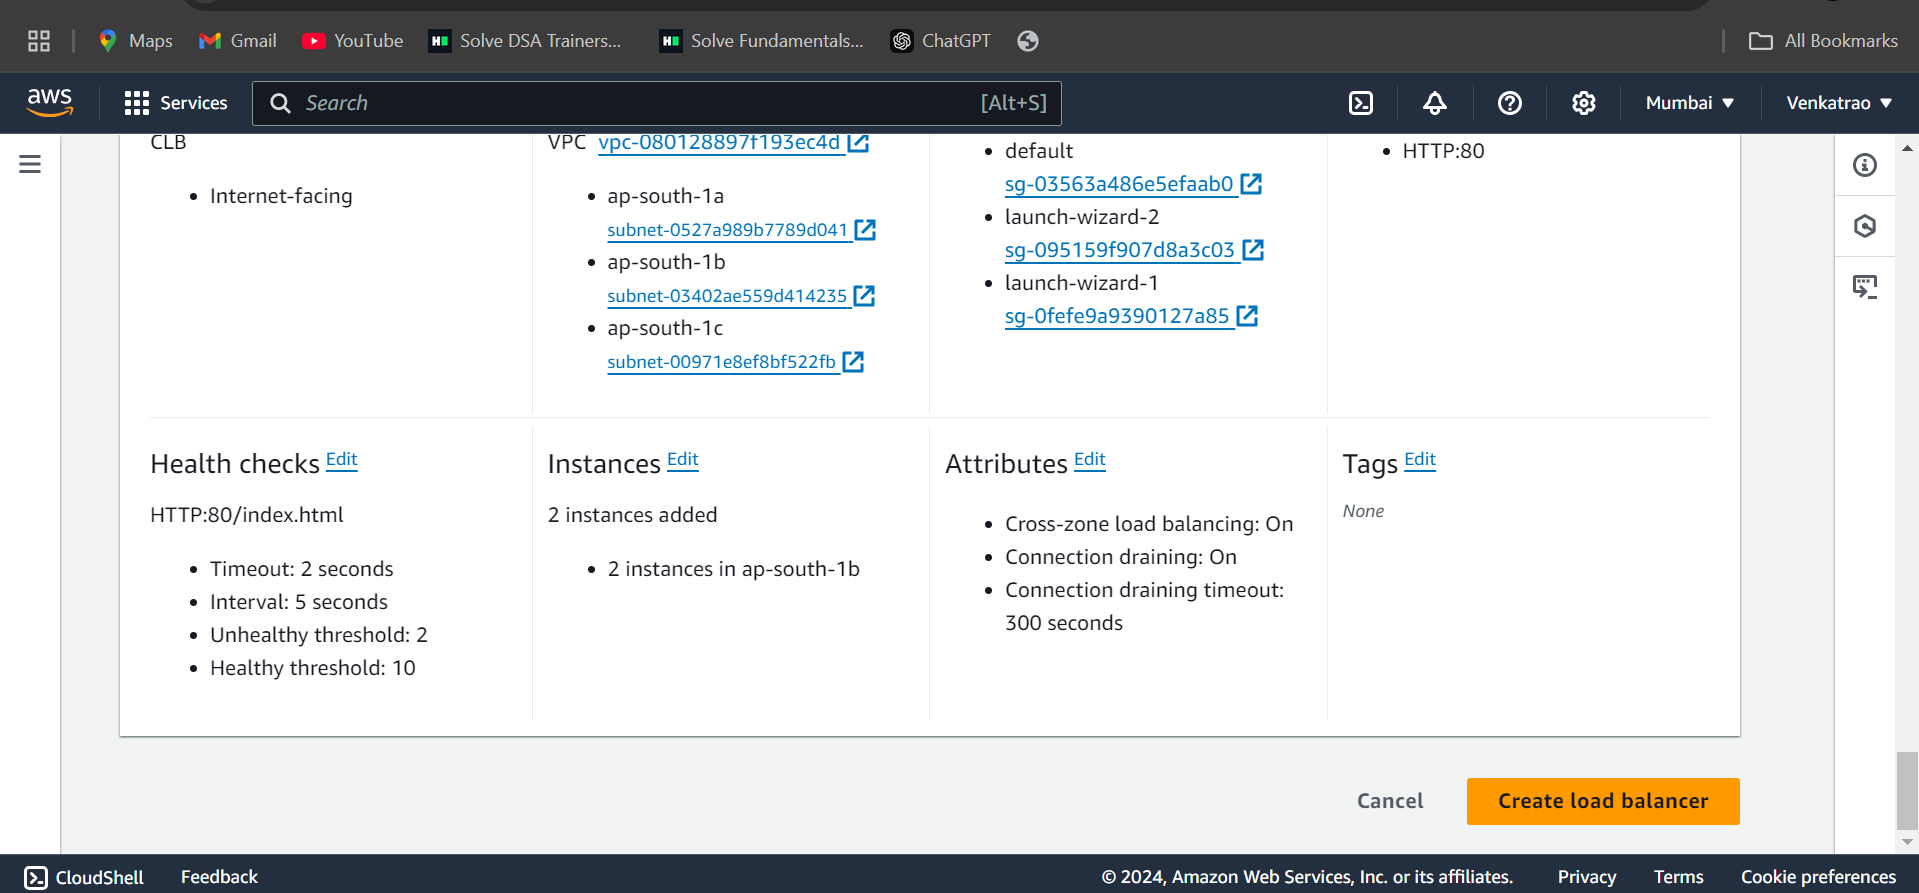 Maps Gmail YouTube Solve DSA Trainers... Solve Fundamentals... ChatGPT All Bookmarks
aws Services Search [Alt+S] Mumbai ▼ Venkatrao ▼
CLB
• Internet-facing
VPC vpc-080128897f193ec4d
• ap-south-1a
subnet-0527a989b7789d041
• ap-south-1b
subnet-03402ae559d414235
• ap-south-1c
subnet-00971e8ef8bf522fb
• default
sg-03563a486e5efaab0
• launch-wizard-2
sg-095159f907d8a3c03
• launch-wizard-1
sg-0fefe9a9390127a85
• HTTP:80
Health checks Edit
HTTP:80/index.html
• Timeout: 2 seconds
• Interval: 5 seconds
• Unhealthy threshold: 2
• Healthy threshold: 10
Instances Edit
2 instances added
• 2 instances in ap-south-1b
Attributes Edit
• Cross-zone load balancing: On
• Connection draining: On
• Connection draining timeout:
300 seconds
Tags Edit
None
Cancel Create load balancer
CloudShell Feedback © 2024, Amazon Web Services, Inc. or its affiliates. Privacy Terms Cookie preferences